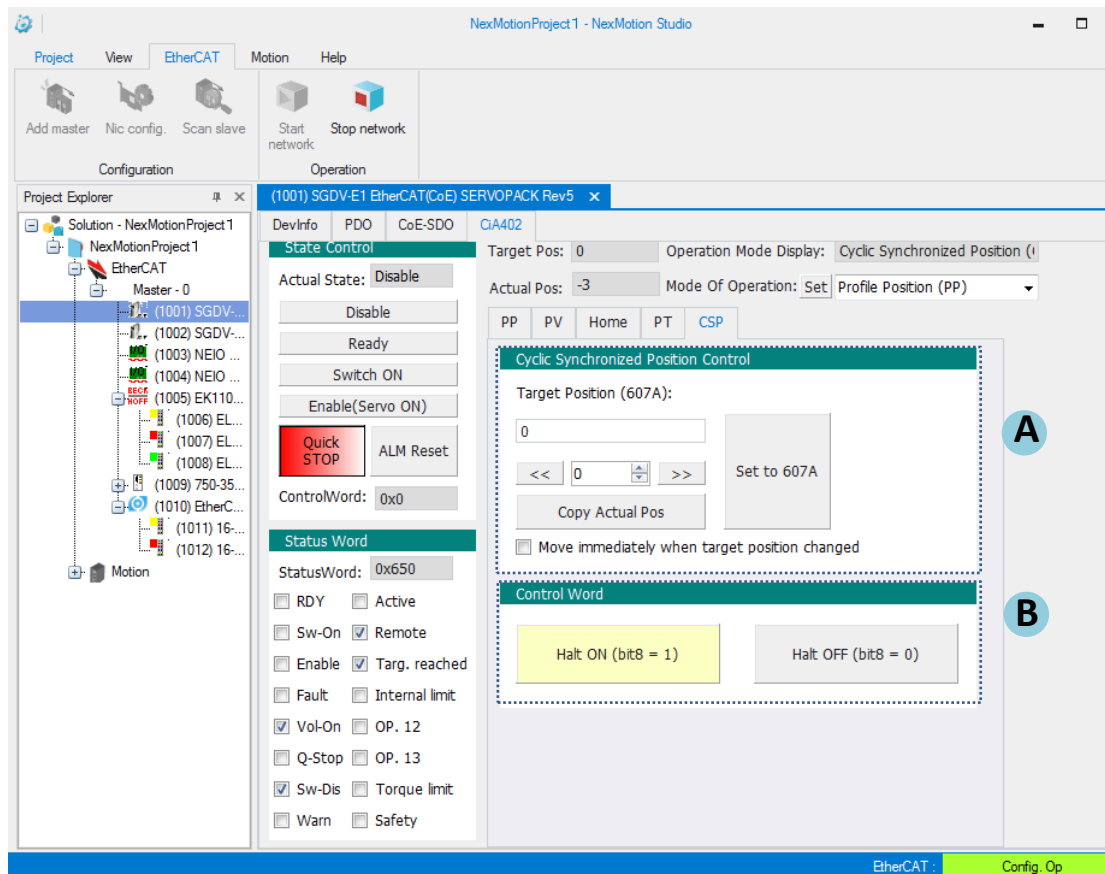 NexMotionProject1 - NexMotion Studio
Project View EtherCAT Motion Help
Add master Nic config. Scan slave Start network Stop network
Configuration Operation
Project Explorer
Solution - NexMotionProject1
NexMotionProject1
EtherCAT
Master - 0
(1001) SGDV-...
(1002) SGDV-...
(1003) NEIO ...
(1004) NEIO ...
BECK
HOFF
(1005) EK110...
(1006) EL...
(1007) EL...
(1008) EL...
(1009) 750-35...
(1010) EtherC...
(1011) 16-...
(1012) 16-...
Motion
(1001) SGDV-E1 EtherCAT(CoE) SERVOPACK Rev5
DevInfo PDO CoE-SDO CiA402
State Control
Actual State: Disable
Disable
Ready
Switch ON
Enable(Servo ON)
Quick
STOP
ALM Reset
ControlWord: 0x0
Status Word
StatusWord: 0x650
RDY Active
Sw-On Remote
Enable Targ. reached
Fault Internal limit
Vol-On OP. 12
Q-Stop OP. 13
Sw-Dis Torque limit
Warn Safety
Target Pos: 0 Operation Mode Display: Cyclic Synchronized Position (
Actual Pos: -3 Mode Of Operation: Set Profile Position (PP)
PP PV Home PT CSP
Cyclic Synchronized Position Control
Target Position (607A):
0
<< 0 >>
Set to 607A
Copy Actual Pos
Move immediately when target position changed
A
Control Word
Halt ON (bit8 = 1) Halt OFF (bit8 = 0)
B
EtherCAT : Config. Op